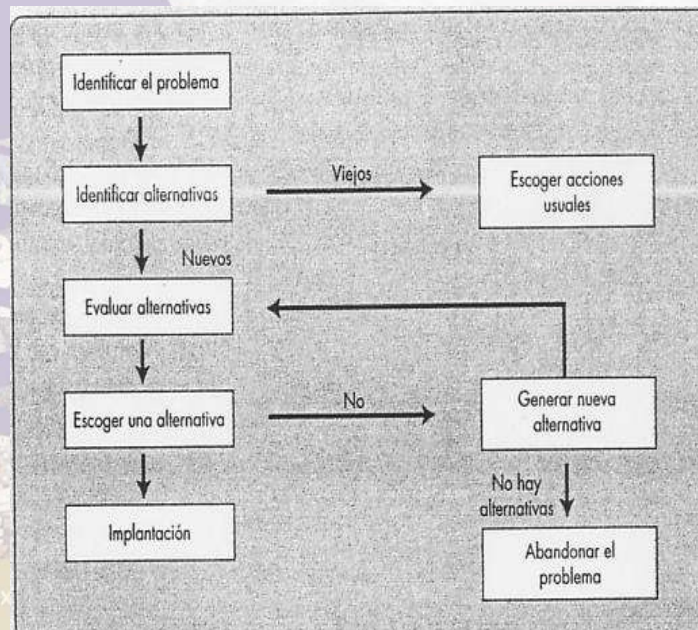 Identificar el problema
Identificar alternativas
Viejos
Escoger acciones
usuales
Nuevos
Evaluar alternativas
Escoger una alternativa
No
Generar nueva
alternativa
No hay
alternativas
Implantación
Abandonar el
problema